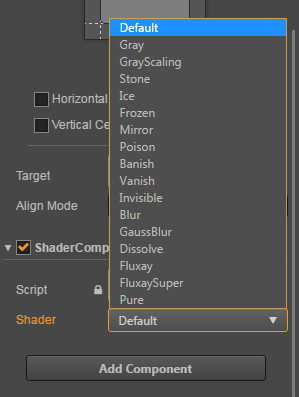 Default
Gray
GrayScaling
Stone
Ice
Frozen
Mirror
Poison
Banish
Vanish
Invisible
Blur
GaussBlur
Dissolve
Fluxay
FluxaySuper
Pure
Horizontal
Vertical Ce
Target
Align Mode
ShaderComp
Script
Shader
Default
Add Component